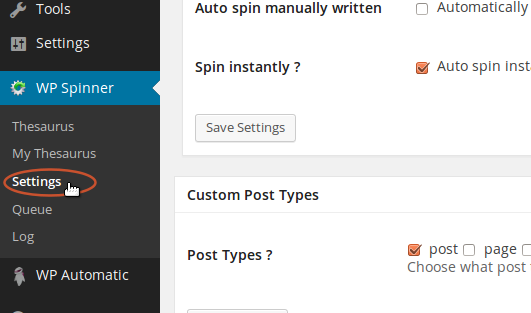 Tools
Settings
WP Spinner
Thesaurus
My Thesaurus
Settings
Queue
Log
WP Automatic
Auto spin manually written
Automatically
Spin instantly ?
Auto spin inst
Save Settings
Custom Post Types
Post Types ?
post page
Choose what post